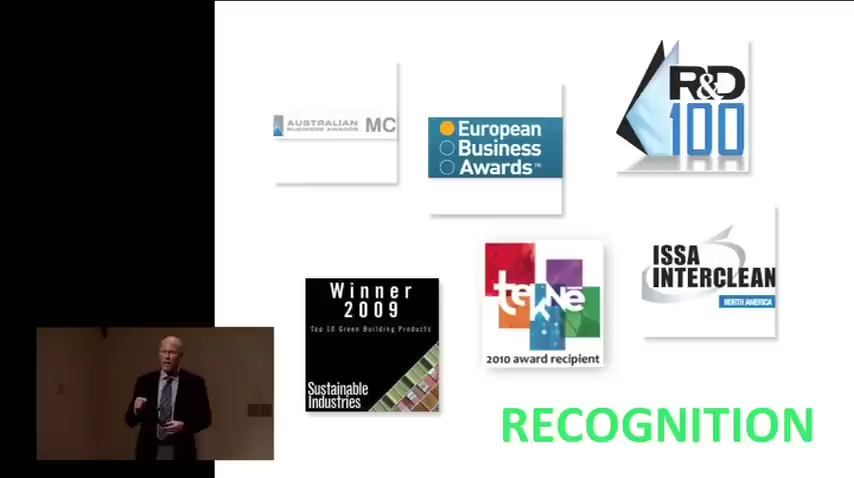 AUSTRALIAN
BUSINESS AWARDS
MC
European
Business
Awards™
R&D
100
Winner
2009
Top 10 Green Building Products
Sustainable
Industries
tekne
2010 award recipient
ISSA
INTERCLEAN
NORTH AMERICA
RECOGNITION